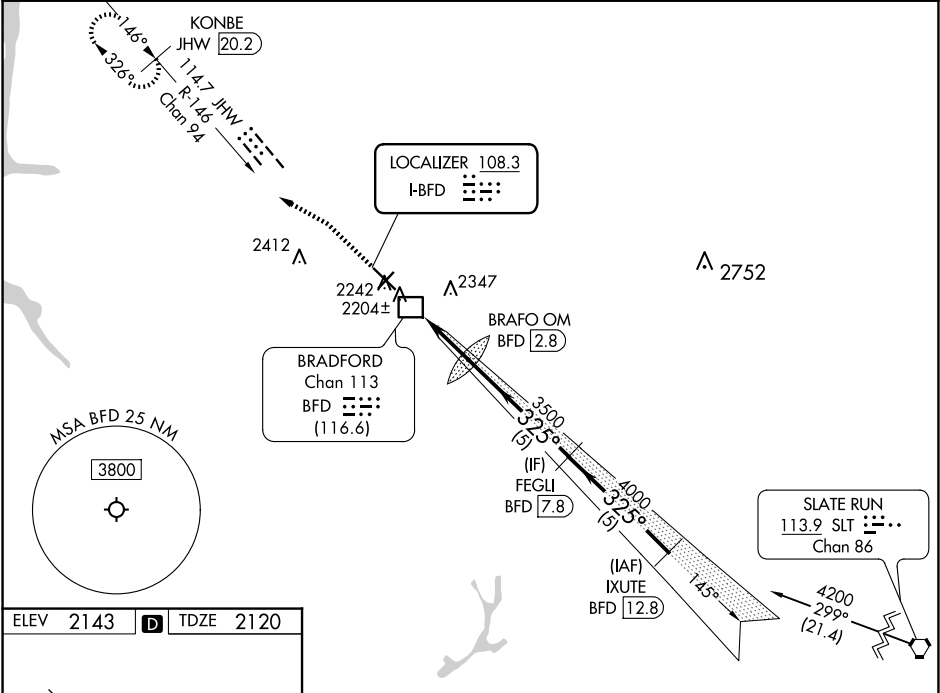 KONBE
JHW 20.2
146°
326°
114.7 JHW
R-146
Chan 94
LOCALIZER 108.3
I-BFD
2412
2242
2204±
2347
2752
BRAFO OM
BFD 2.8
BRADFORD
Chan 113
BFD
(116.6)
3500
325°
(5)
(IF)
FEGLI
BFD 7.8
4000
325°
(5)
(IAF)
IXUTE
BFD 12.8
145°
MSA BFD 25 NM
3800
SLATE RUN
113.9 SLT
Chan 86
4200
299°
(21.4)
ELEV 2143 D TDZE 2120